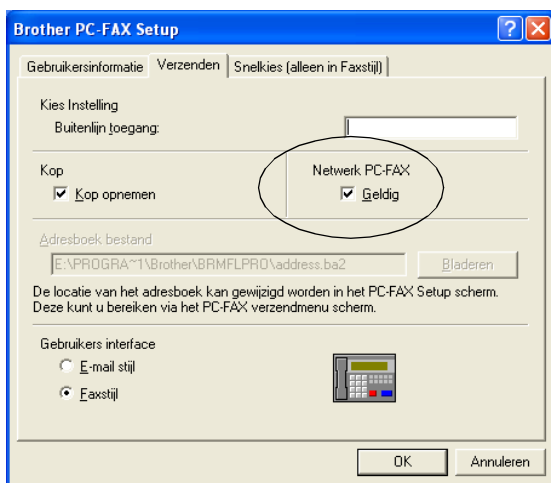 Brother PC-FAX Setup
Gebruikersinformatie Verzenden Snelkies (alleen in Faxstijl)
Kies Instelling
Buitenlijn toegang:
Kop
Kop opnemen
Netwerk PC-FAX
Geldig
Adresboek bestand
E:\PROGRA~1\Brother\BRMFLPRO\address.ba2 Bladeren
De locatie van het adresboek kan gewijzigd worden in het PC-FAX Setup scherm.
Deze kunt u bereiken via het PC-FAX verzendmenu scherm.
Gebruikers interface
E-mail stijl
Faxstijl
OK Annuleren